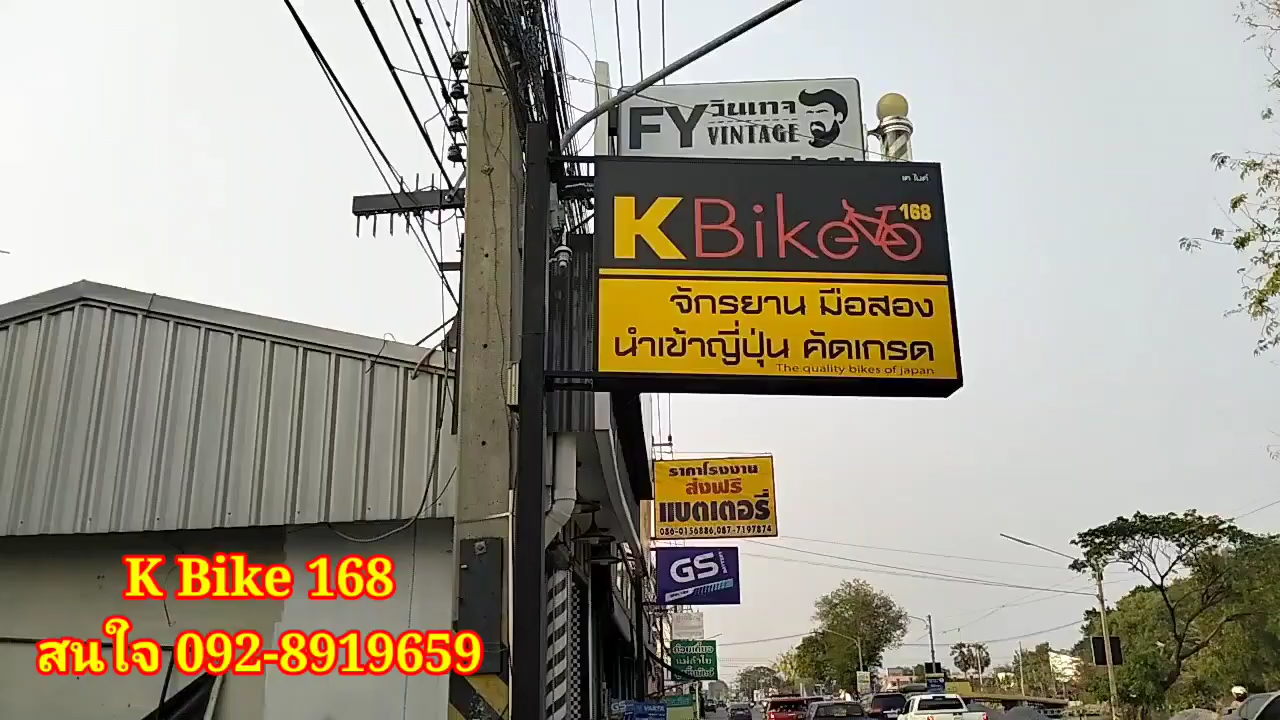 FY วินเทจ
VINTAGE
เค ไบค์
K Bike 168
จักรยาน มือสอง
นำเข้าญี่ปุ่น คัดเกรด
The quality bikes of japan
ราคาโรงงาน
ส่งฟรี
แบตเตอรี่
086-0156886,087-7197874
GS
BATTERY
K Bike 168
สนใจ 092-8919659
GS
VARTA